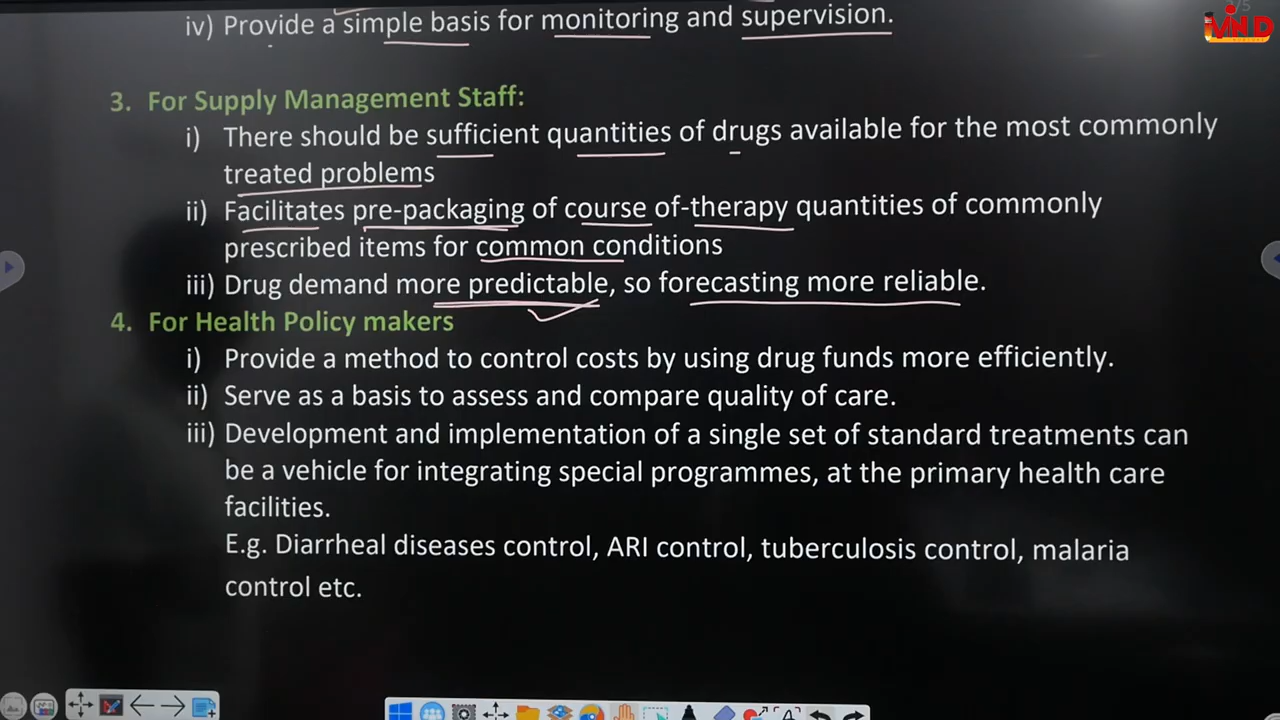 /5
iv) Provide a simple basis for monitoring and supervision.
3. For Supply Management Staff:
i) There should be sufficient quantities of drugs available for the most commonly
treated problems
ii) Facilitates pre-packaging of course of-therapy quantities of commonly
prescribed items for common conditions
iii) Drug demand more predictable, so forecasting more reliable.
4. For Health Policy makers
i) Provide a method to control costs by using drug funds more efficiently.
ii) Serve as a basis to assess and compare quality of care.
iii) Development and implementation of a single set of standard treatments can
be a vehicle for integrating special programmes, at the primary health care
facilities.
E.g. Diarrheal diseases control, ARI control, tuberculosis control, malaria
control etc.